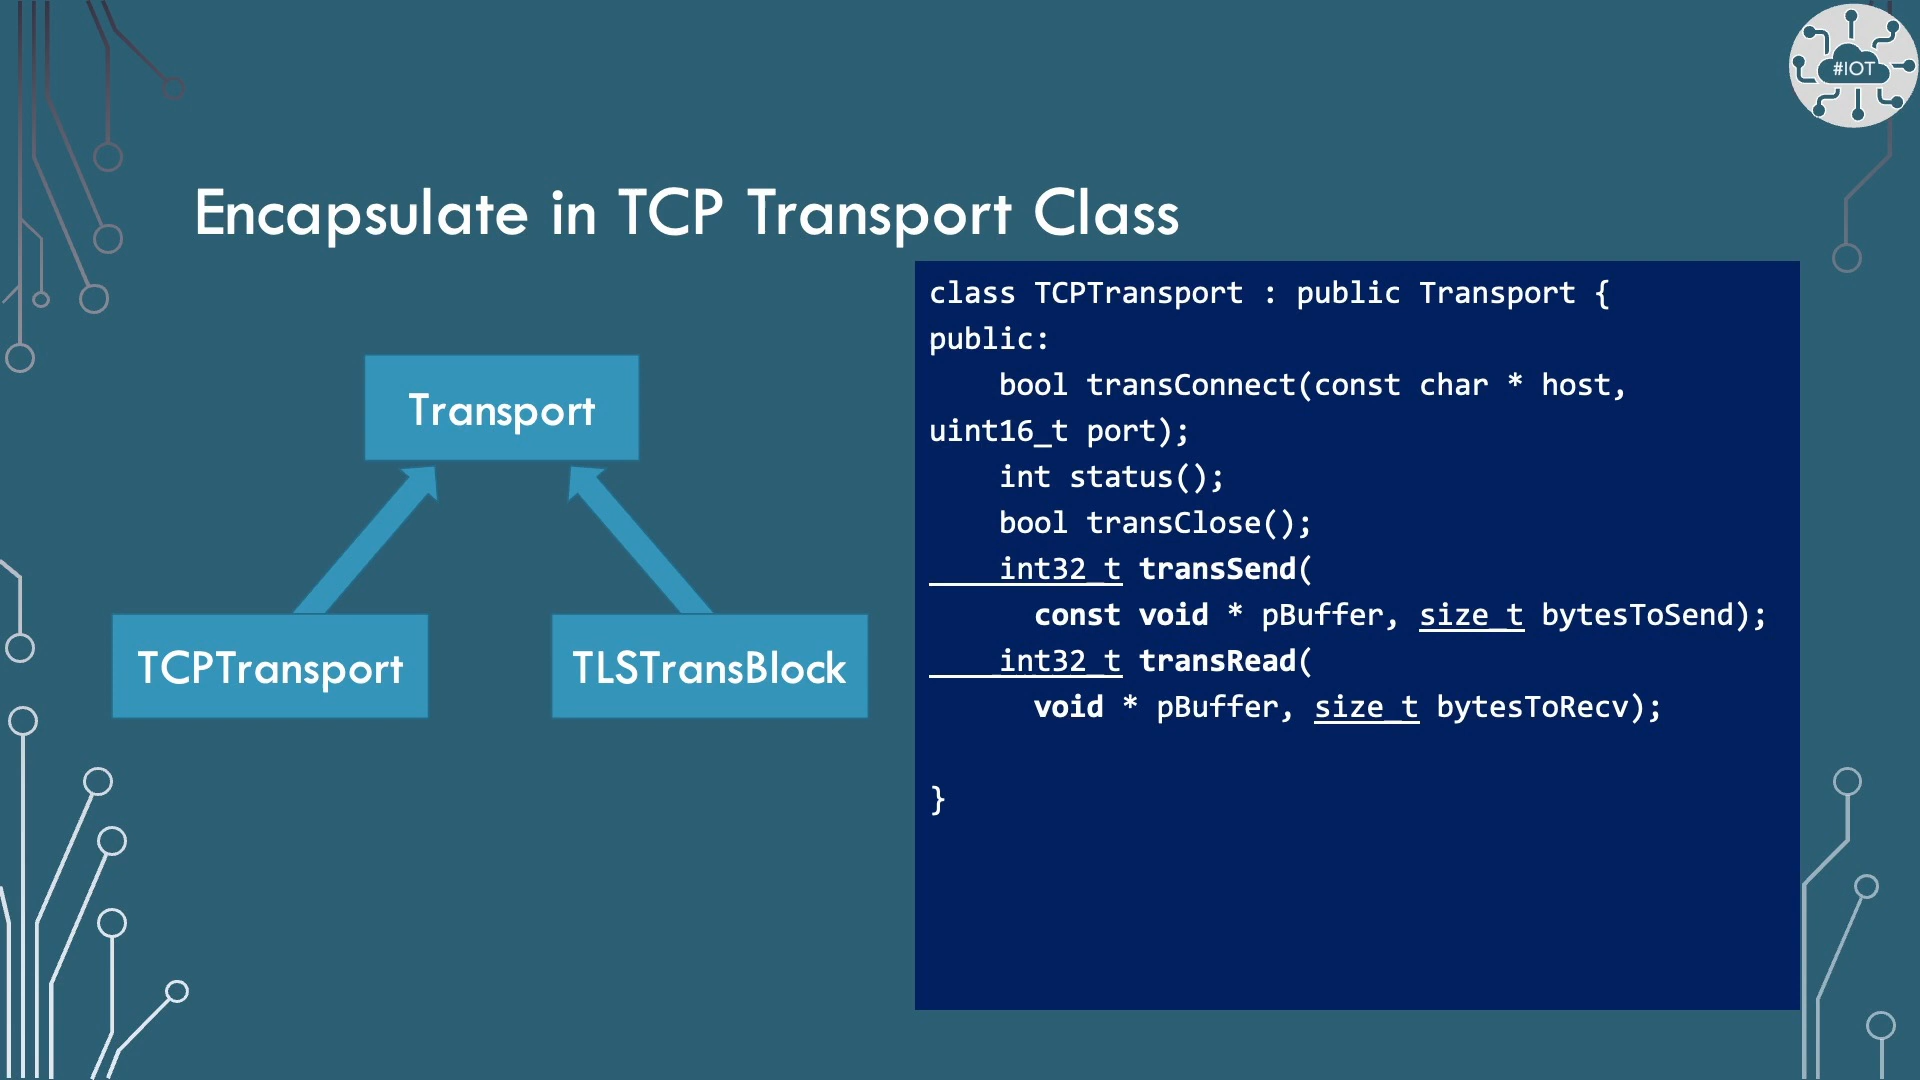 #IOT
Encapsulate in TCP Transport Class
Transport
TCPTransport
TLSTransBlock
class TCPTransport : public Transport {
public:
    bool transConnect(const char * host,
uint16_t port);
    int status();
    bool transClose();
    int32_t transSend(
      const void * pBuffer, size_t bytesToSend);
    int32_t transRead(
      void * pBuffer, size_t bytesToRecv);
}